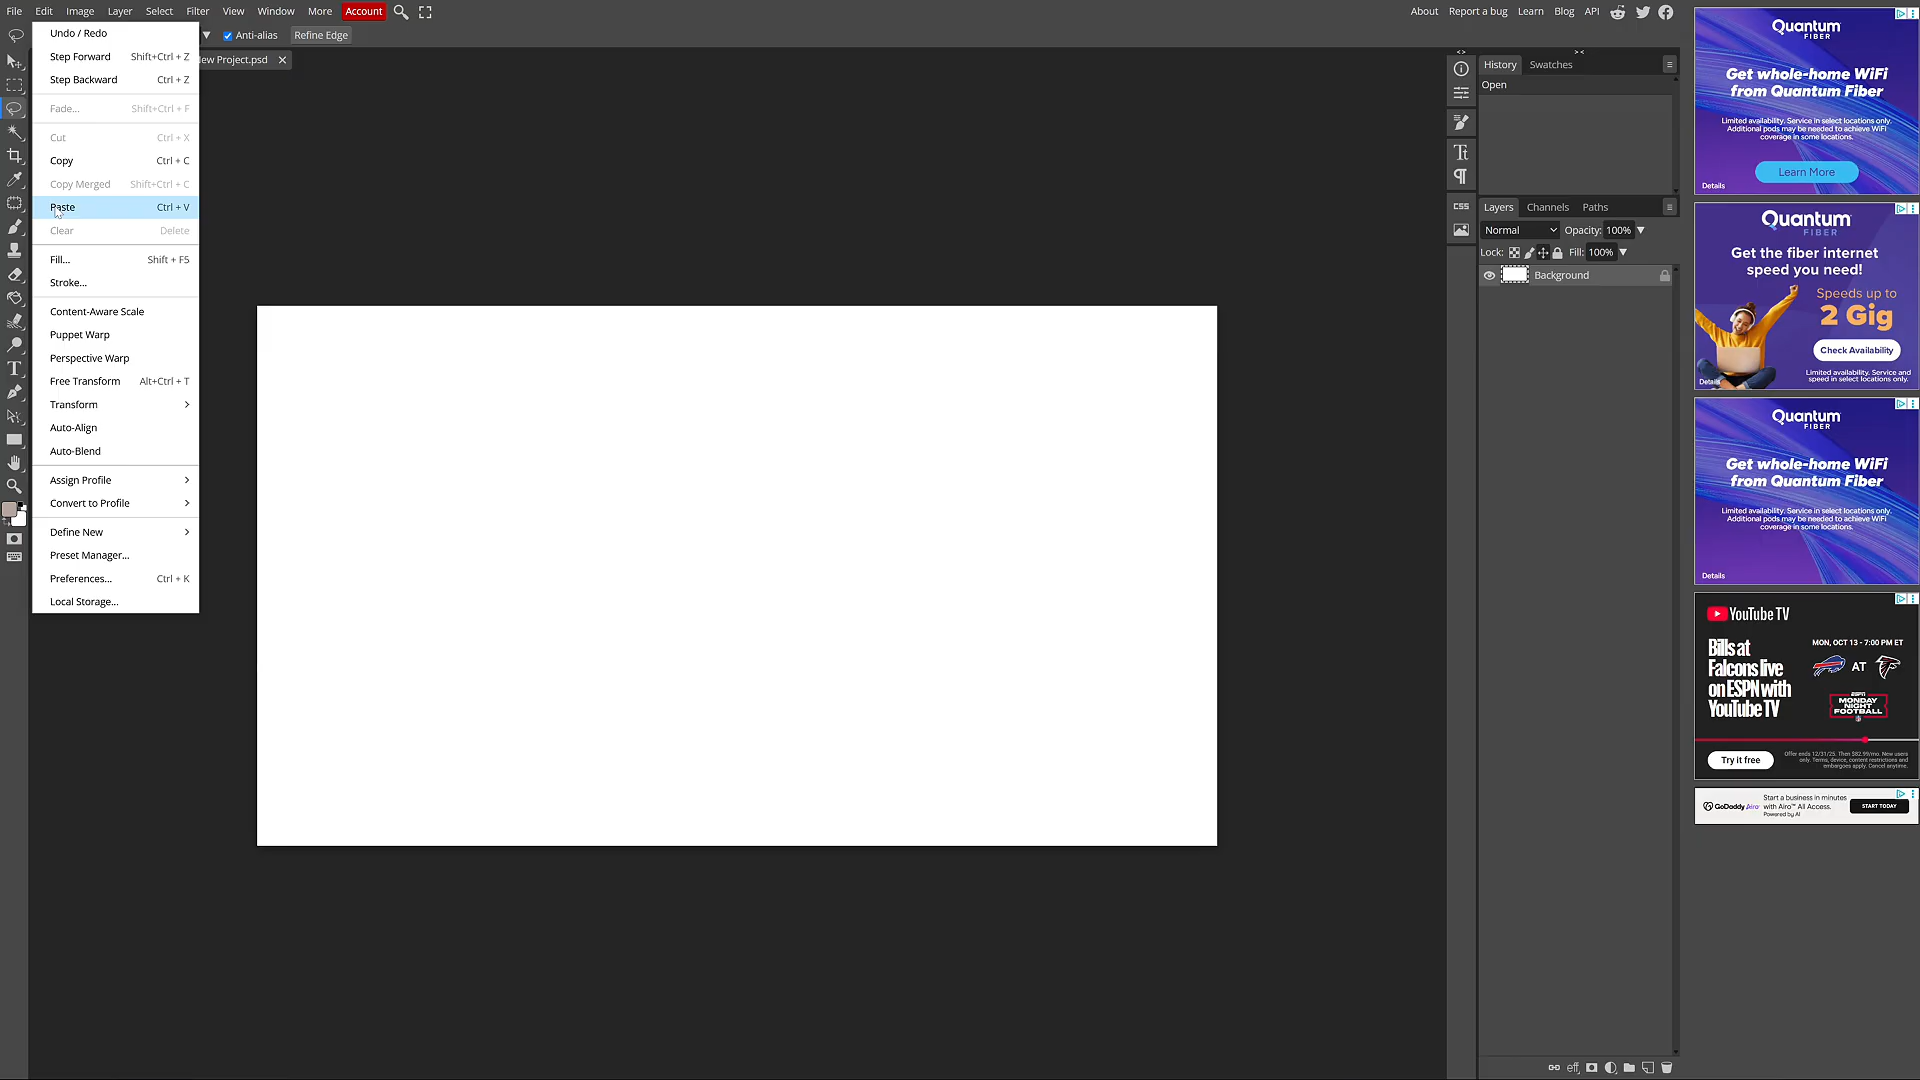 File Edit Image Layer Select Filter View Window More Account
About Report a bug Learn Blog API
Anti-alias Refine Edge
ew Project.psd
Undo / Redo
Step Forward Shift+Ctrl + Z
Step Backward Ctrl + Z
Fade... Shift+Ctrl + F
Cut Ctrl + X
Copy Ctrl + C
Copy Merged Shift+Ctrl + C
Paste Ctrl + V
Clear Delete
Fill... Shift + F5
Stroke...
Content-Aware Scale
Puppet Warp
Perspective Warp
Free Transform Alt+Ctrl + T
Transform
Auto-Align
Auto-Blend
Assign Profile
Convert to Profile
Define New
Preset Manager...
Preferences... Ctrl + K
Local Storage...
CSS
History Swatches
Open
Layers Channels Paths
Normal Opacity: 100%
Lock: Fill: 100%
Background
eff
Quantum
FIBER
Get whole-home WiFi
from Quantum Fiber
Limited availability. Service in select locations only.
Additional pods may be needed to achieve WiFi
coverage in some locations.
Learn More
Details
Quantum
FIBER
Get the fiber internet
speed you need!
Speeds up to
2 Gig
Check Availability
Limited availability. Service and
speed in select locations only.
Details
Quantum
FIBER
Get whole-home WiFi
from Quantum Fiber
Limited availability. Service in select locations only.
Additional pods may be needed to achieve WiFi
coverage in some locations.
Details
YouTube TV
Bills at
Falcons live
on ESPN with
YouTube TV
MON, OCT 13 - 7:00 PM ET
AT
ESPN
MONDAY
NIGHT
FOOTBALL
Try it free
Offer ends 12/31/25. Then $82.99/mo. New users
only. Terms, device, content restrictions and
embargoes apply. Cancel anytime.
GoDaddy Airo
Start a business in minutes
with Airo™ All Access.
Powered by AI
START TODAY